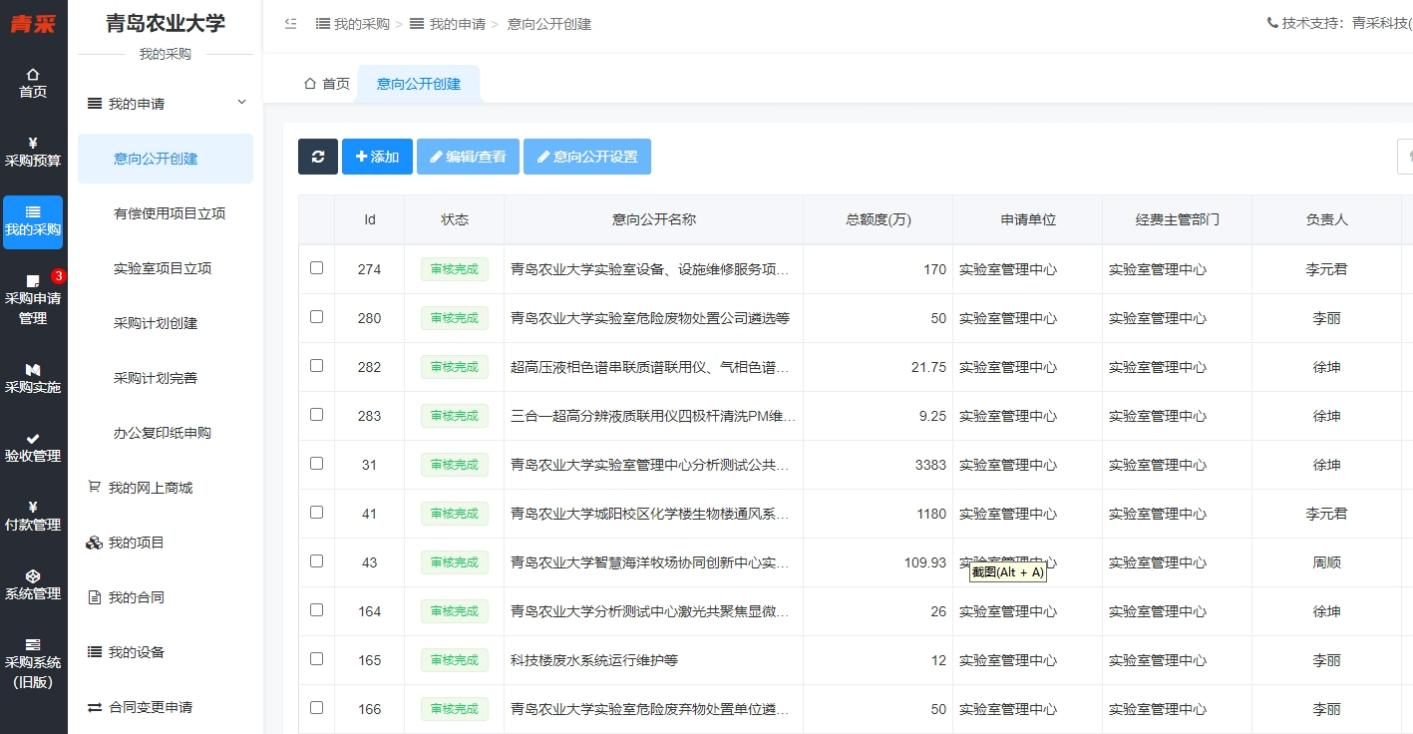 青采
首页
采购预算
我的采购
3
采购申请
管理
采购实施
验收管理
付款管理
系统管理
采购系统
(旧版)
青岛农业大学
我的采购
我的申请
意向公开创建
有偿使用项目立项
实验室项目立项
采购计划创建
采购计划完善
办公复印纸申购
我的网上商城
我的项目
我的合同
我的设备
合同变更申请
我的采购 > 我的申请 > 意向公开创建
技术支持：青采科技(
首页 意向公开创建
添加 编辑/查看 意向公开设置
Id 状态 意向公开名称 总额度(万) 申请单位 经费主管部门 负责人
274 审核完成 青岛农业大学实验室设备、设施维修服务项... 170 实验室管理中心 实验室管理中心 李元君
280 审核完成 青岛农业大学实验室危险废物处置公司遴选等 50 实验室管理中心 实验室管理中心 李丽
282 审核完成 超高压液相色谱串联质谱联用仪、气相色谱... 21.75 实验室管理中心 实验室管理中心 徐坤
283 审核完成 三合一超高分辨液质联用仪四极杆清洗PM维... 9.25 实验室管理中心 实验室管理中心 徐坤
31 审核完成 青岛农业大学实验室管理中心分析测试公共... 3383 实验室管理中心 实验室管理中心 徐坤
41 审核完成 青岛农业大学城阳校区化学楼生物楼通风系... 1180 实验室管理中心 实验室管理中心 李元君
43 审核完成 青岛农业大学智慧海洋牧场协同创新中心实... 109.93 实验室管理中心 实验室管理中心 周顺
截图(Alt + A)
164 审核完成 青岛农业大学分析测试中心激光共聚焦显微... 26 实验室管理中心 实验室管理中心 徐坤
165 审核完成 科技楼废水系统运行维护等 12 实验室管理中心 实验室管理中心 李丽
166 审核完成 青岛农业大学实验室危险废弃物处置单位遴... 50 实验室管理中心 实验室管理中心 李丽